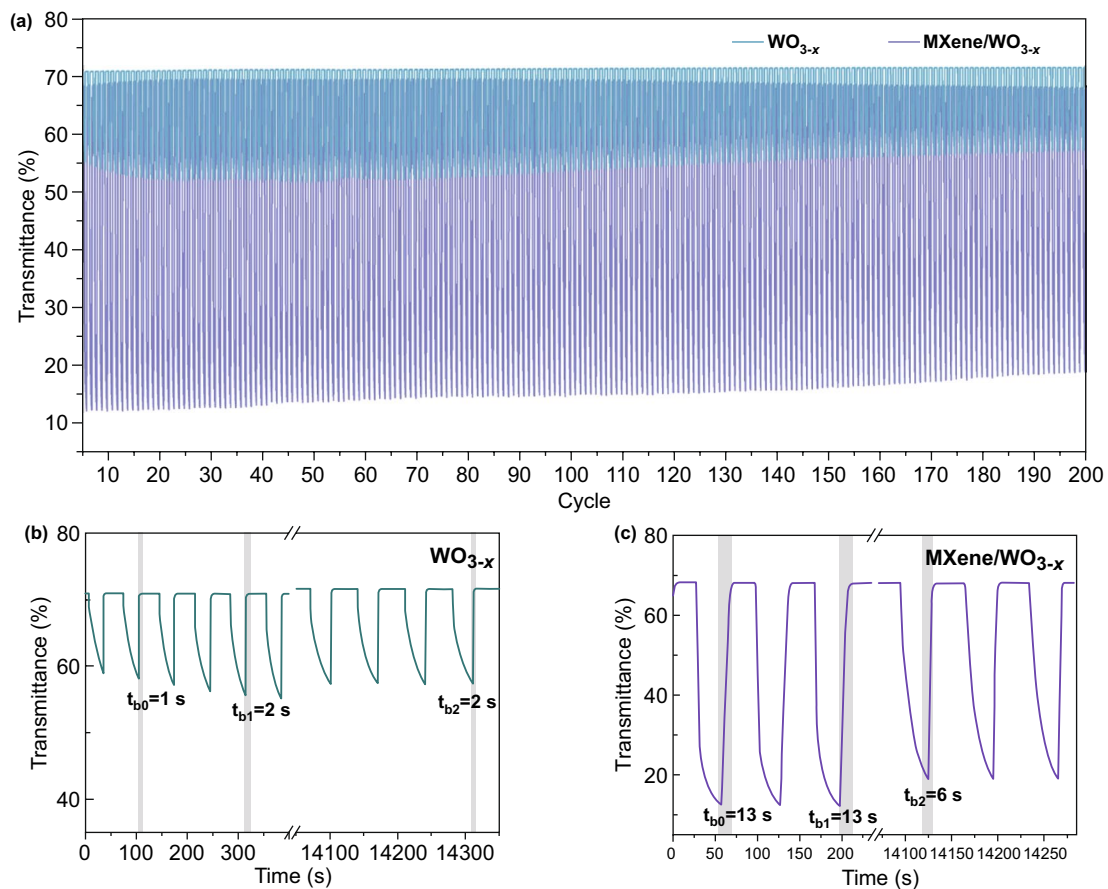 (a)
80
70
60
50
40
30
20
10
Transmittance (%)
WO3-x
MXene/WO3-x
10 20 30 40 50 60 70 80 90 100 110 120 130 140 150 160 170 180 190 200
Cycle
(b)
80
60
40
Transmittance (%)
WO3-x
tb0=1 s
tb1=2 s
tb2=2 s
0 100 200 300 14100 14200 14300
Time (s)
(c)
80
60
40
20
Transmittance (%)
MXene/WO3-x
tb0=13 s
tb1=13 s
tb2=6 s
0 50 100 150 200 14100 14150 14200 14250
Time (s)